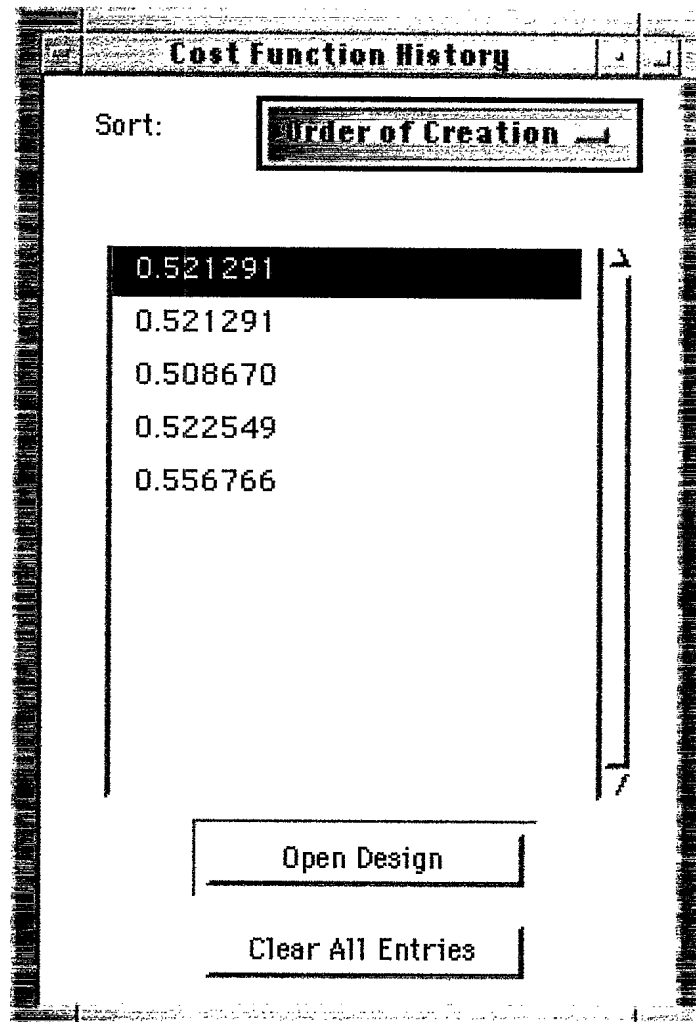 Cost Function History
Sort: Order of Creation
0.521291
0.521291
0.508670
0.522549
0.556766
Open Design
Clear All Entries